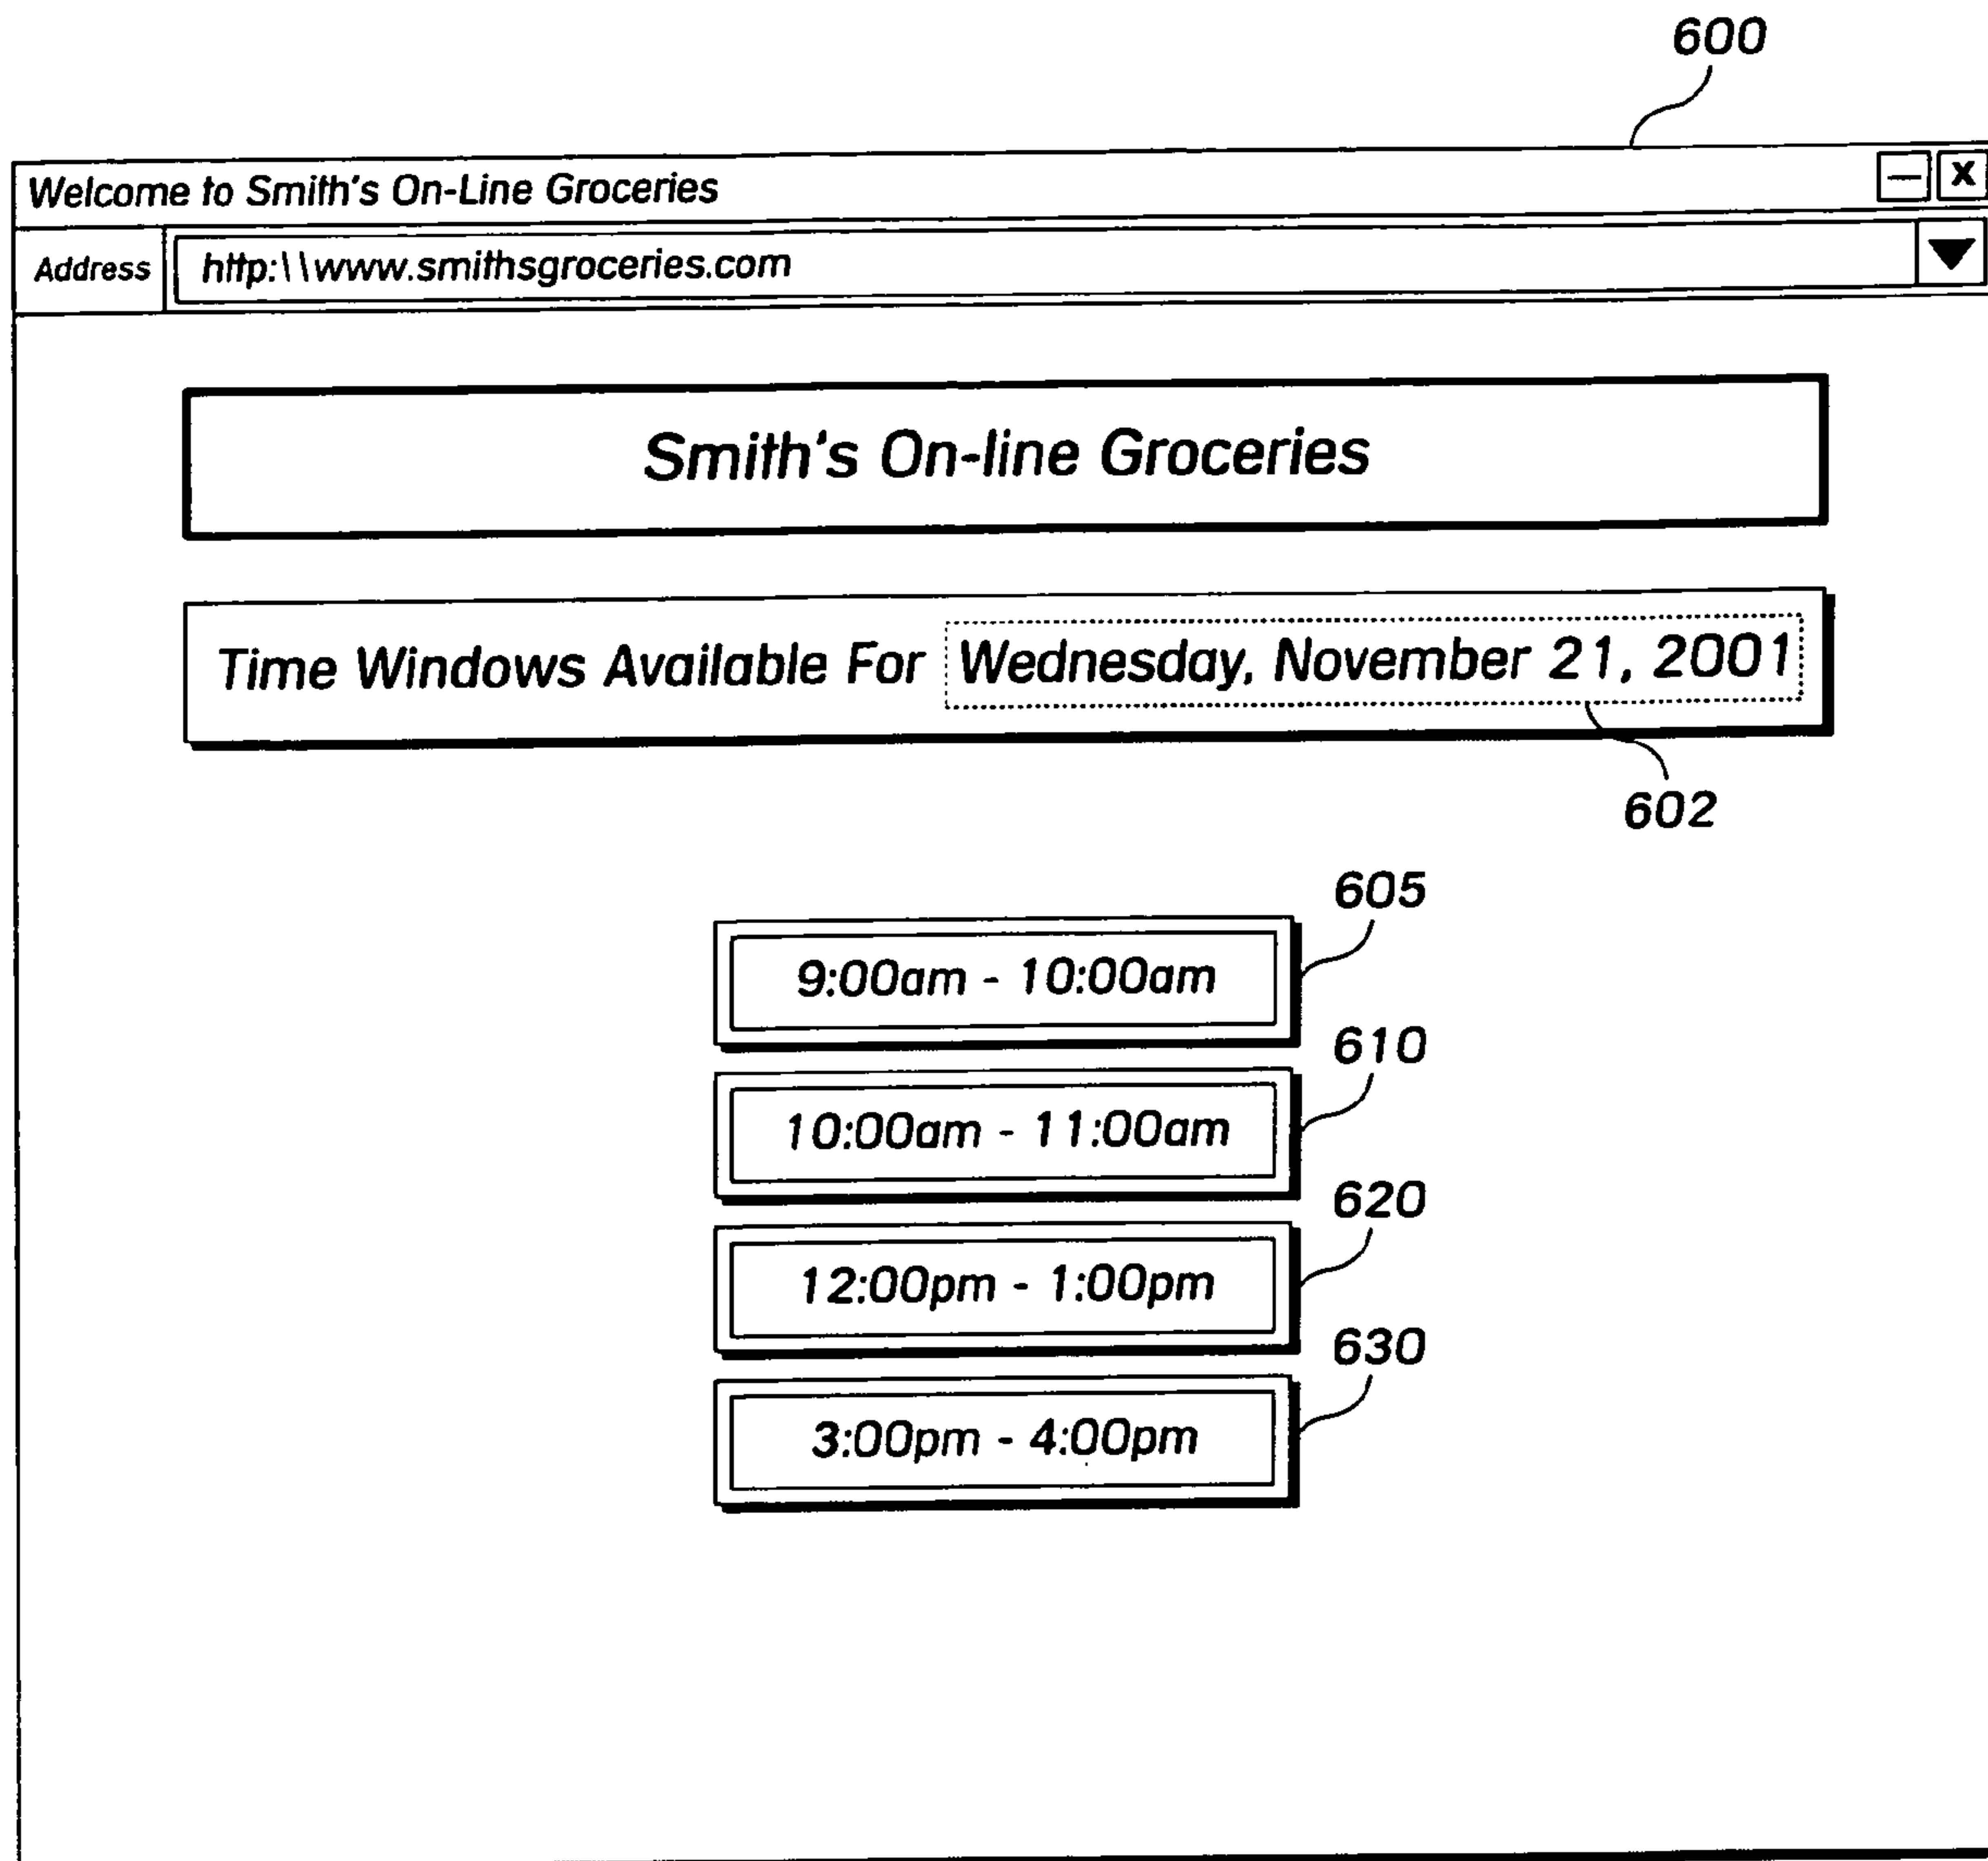 600
Welcome to Smith's On-Line Groceries
— X
Address http:\\www.smithsgroceries.com
Smith's On-line Groceries
Time Windows Available For Wednesday, November 21, 2001
602
605
9:00am - 10:00am
610
10:00am - 11:00am
620
12:00pm - 1:00pm
630
3:00pm - 4:00pm